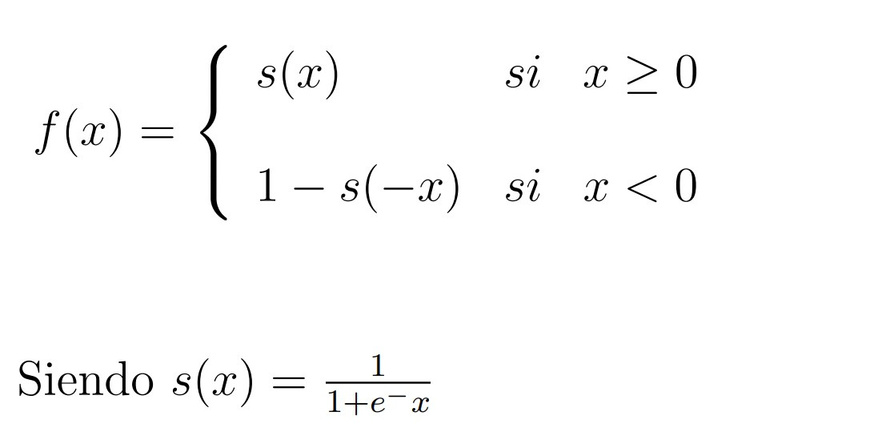 f(x) = { s(x) si x ≥ 0
1 − s(−x) si x < 0
Siendo s(x) = 1/(1+e⁻x)